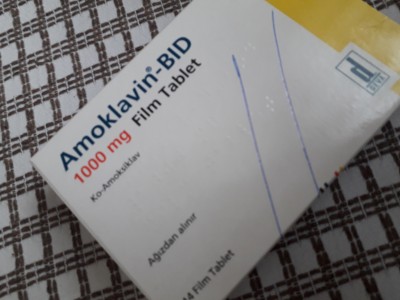 Amoklavin®-BID
1000 mg Film Tablet
Ko-Amoksiklav
Ağızdan alınır
14 Film Tablet
d